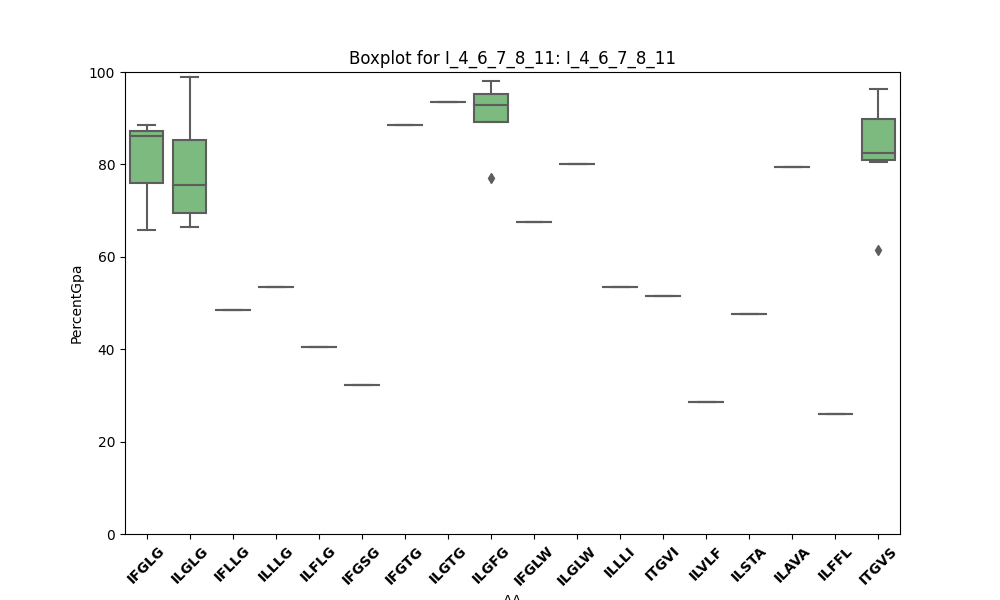 Boxplot for I_4_6_7_8_11: I_4_6_7_8_11
100
80
60
40
20
0
PercentGpa
IFGLG
ILGLG
IFLLG
ILLLG
ILFLG
IFGSG
IFGTG
ILGTG
ILGFG
IFGLW
ILGLW
ILLLI
ITGVI
ILVLF
ILSTA
ILAVA
ILFFL
ITGVS
AA